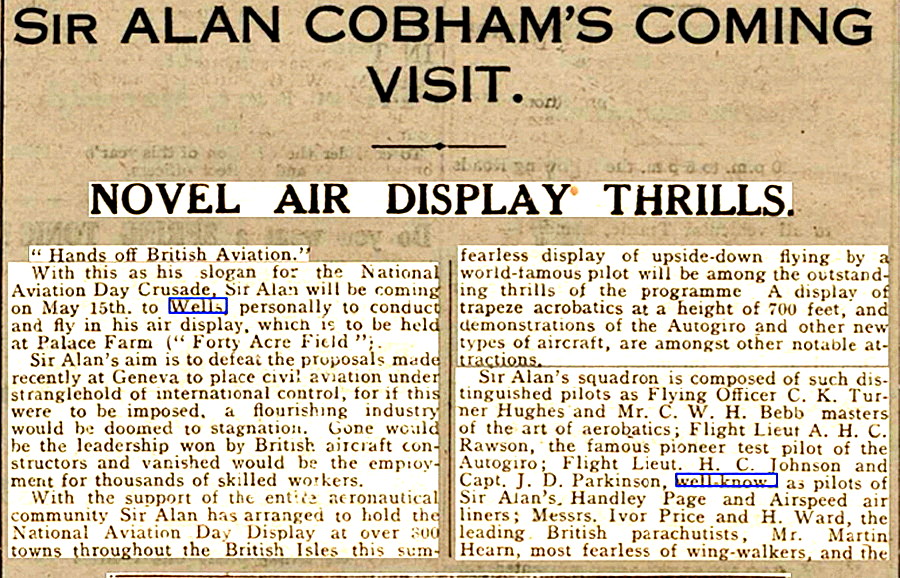 SIR ALAN COBHAM'S COMING
VISIT.
NOVEL AIR DISPLAY THRILLS.
" Hands off British Aviation."
With this as his slogan for the National
Aviation Day Crusade, Sir Alan will be coming
on May 15th. to Wells, personally to conduct
and fly in his air display, which is to be held
at Palace Farm (" Forty Acre Field ").
Sir Alan's aim is to defeat the proposals made
recently at Geneva to place civil aviation under
stranglehold of international control, for if this
were to be imposed, a flourishing industry
would be doomed to stagnation. Gone would
be the leadership won by British aircraft con-
structors and vanished would be the employ-
ment for thousands of skilled workers.
With the support of the entire aeronautical
community Sir Alan has arranged to hold the
National Aviation Day Display at over
towns throughout the British Isles this sum-
fearless display of upside-down flying by a
world-famous pilot will be among the outstand-
ing thrills of the programme A display of
trapeze acrobatics at a height of 700 feet, and
demonstrations of the Autogiro and other new
types of aircraft, are amongst other notable at-
tractions.
Sir Alan's squadron is composed of such dis-
tinguished pilots as Flying Officer C. K. Tur-
ner Hughes and Mr. C. W. H. Bebb masters
of the art of aerobatics; Flight Lieut A. H. C.
Rawson, the famous pioneer test pilot of the
Autogiro; Flight Lieut. H. C. Johnson and
Capt. J. D. Parkinson, well-know as pilots of
Sir Alan's Handley Page and Airspeed air
liners; Messrs. Ivor Price and H. Ward, the
leading British parachutists, Mr. Martin
Hearn, most fearless of wing-walkers, and the